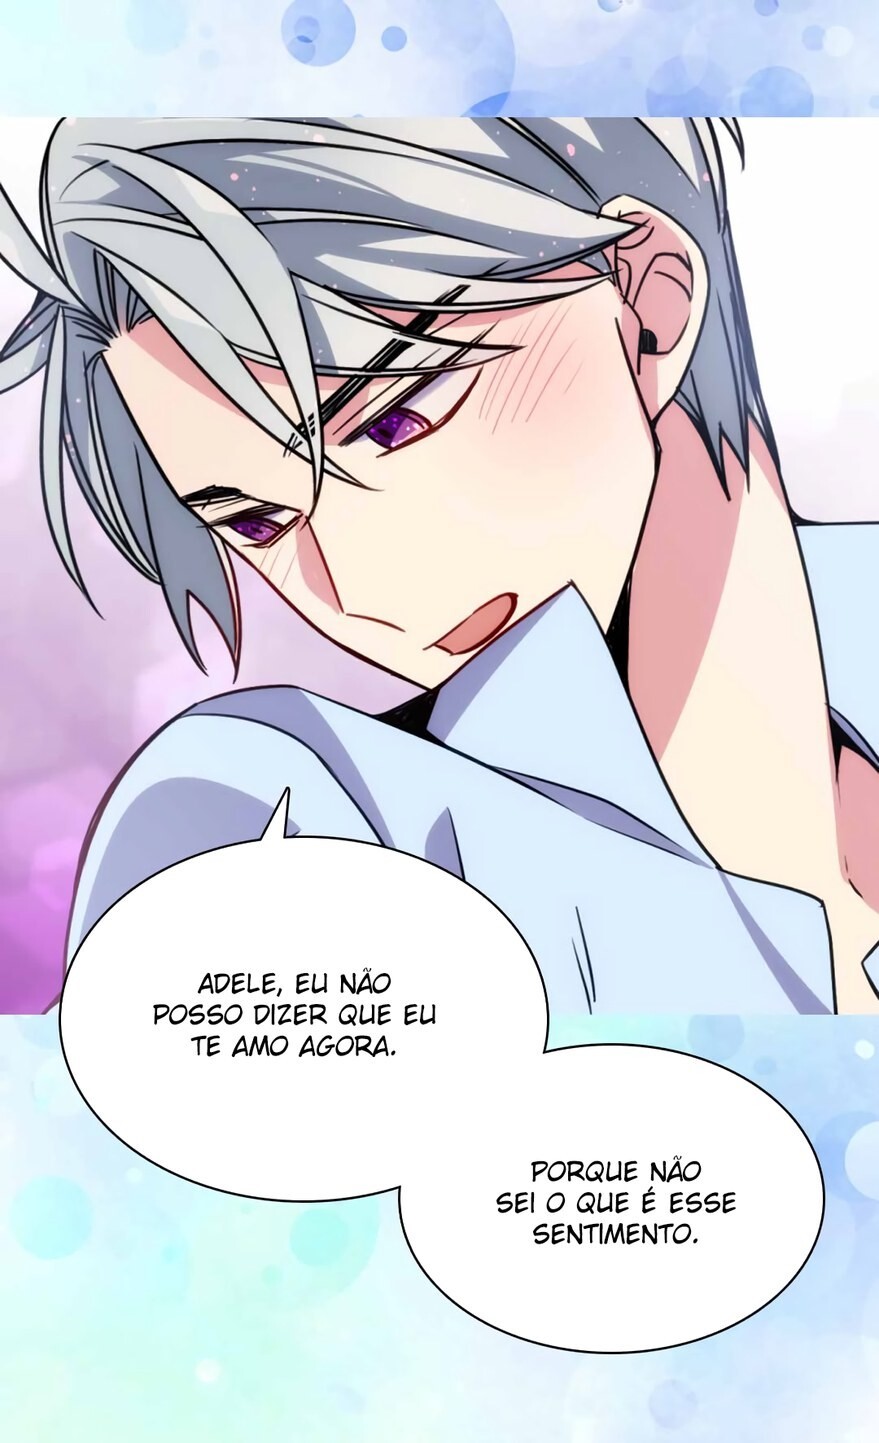 ADELE, EU NÃO
POSSO DIZER QUE EU
TE AMO AGORA.
PORQUE NÃO
SEI O QUE É ESSE
SENTIMENTO.